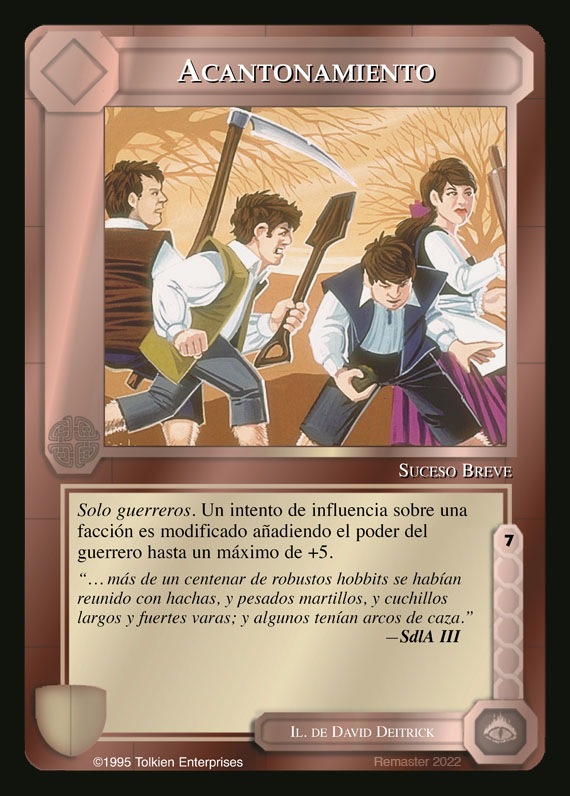 Acantonamiento
Suceso Breve
Solo guerreros. Un intento de influencia sobre una
facción es modificado añadiendo el poder del
guerrero hasta un máximo de +5.
7
“… más de un centenar de robustos hobbits se habían
reunido con hachas, y pesados martillos, y cuchillos
largos y fuertes varas; y algunos tenían arcos de caza.”
—SdlA III
Il. de David Deitrick
©1995 Tolkien Enterprises
Remaster 2022